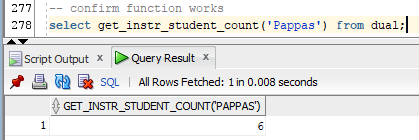 277 -- confirm function works
278 select get_instr_student_count('Pappas') from dual;
Script Output × Query Result ×
SQL | All Rows Fetched: 1 in 0.008 seconds
GET_INSTR_STUDENT_COUNT('PAPPAS')
1 6